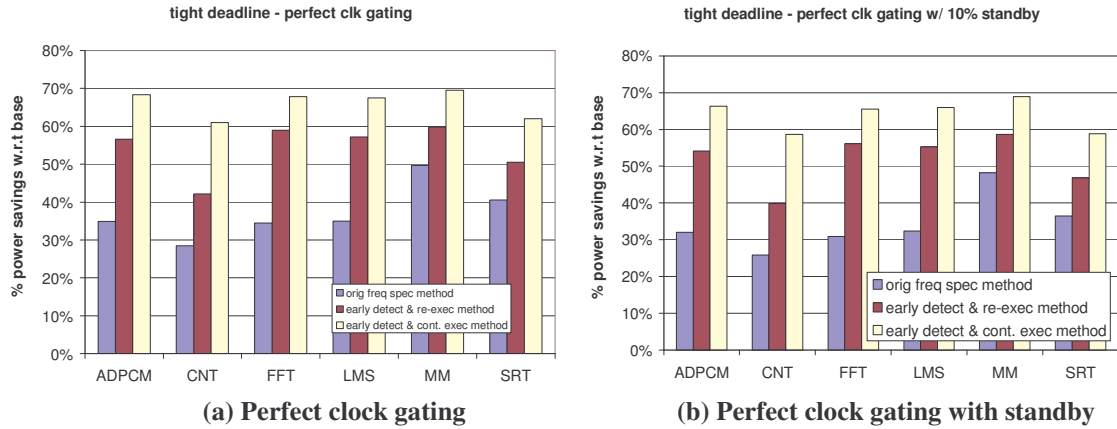 tight deadline - perfect clk gating
% power savings w.r.t base
80%
70%
60%
50%
40%
30%
20%
10%
0%
orig freq spec method
early detect & re-exec method
early detect & cont. exec method
ADPCM CNT FFT LMS MM SRT
(a) Perfect clock gating
tight deadline - perfect clk gating w/ 10% standby
% power savings w.r.t base
80%
70%
60%
50%
40%
30%
20%
10%
0%
orig freq spec method
early detect & re-exec method
early detect & cont. exec method
ADPCM CNT FFT LMS MM SRT
(b) Perfect clock gating with standby